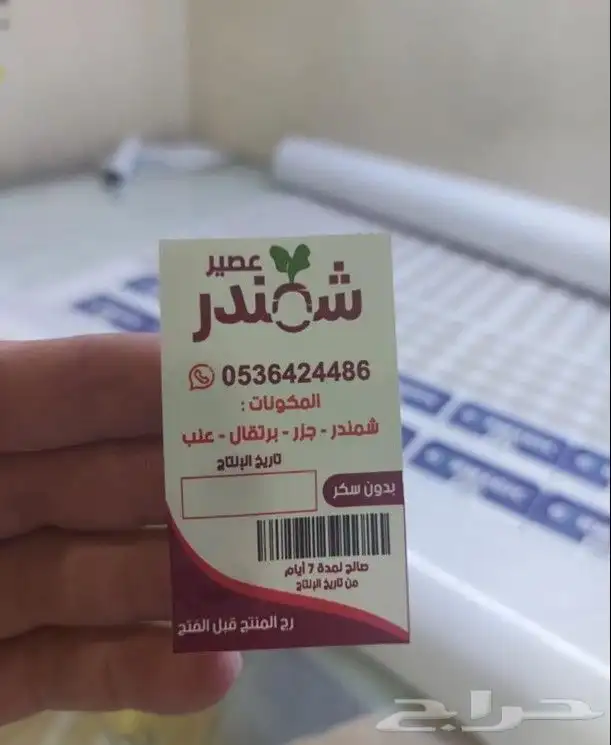 عصير
شمندر
0536424486
المكونات :
شمندر - جزر - برتقال - عنب
تاريخ الإنتاج
بدون سكر
صالح لمدة 7 أيام
من تاريخ الإنتاج
رج المنتج قبل الفتح
حراج